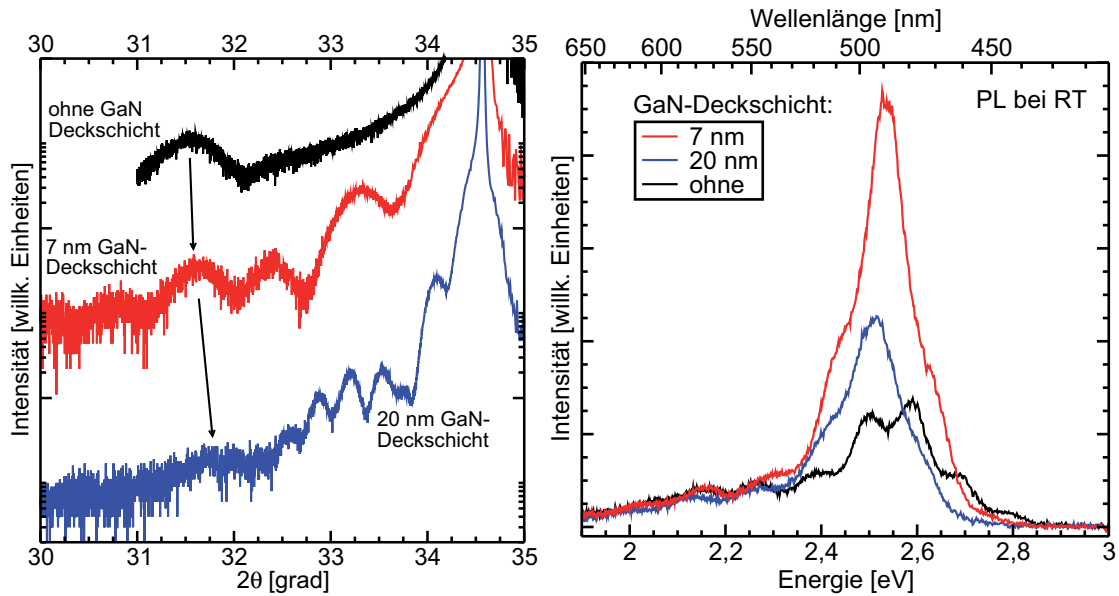 30 31 32 33 34 35
ohne GaN
Deckschicht
7 nm GaN-
Deckschicht
20 nm GaN-
Deckschicht
Intensität [willk. Einheiten]
30 31 32 33 34 35
2θ [grad]
Wellenlänge [nm]
650 600 550 500 450
GaN-Deckschicht:
7 nm
20 nm
ohne
PL bei RT
Intensität [willk. Einheiten]
2 2,2 2,4 2,6 2,8 3
Energie [eV]